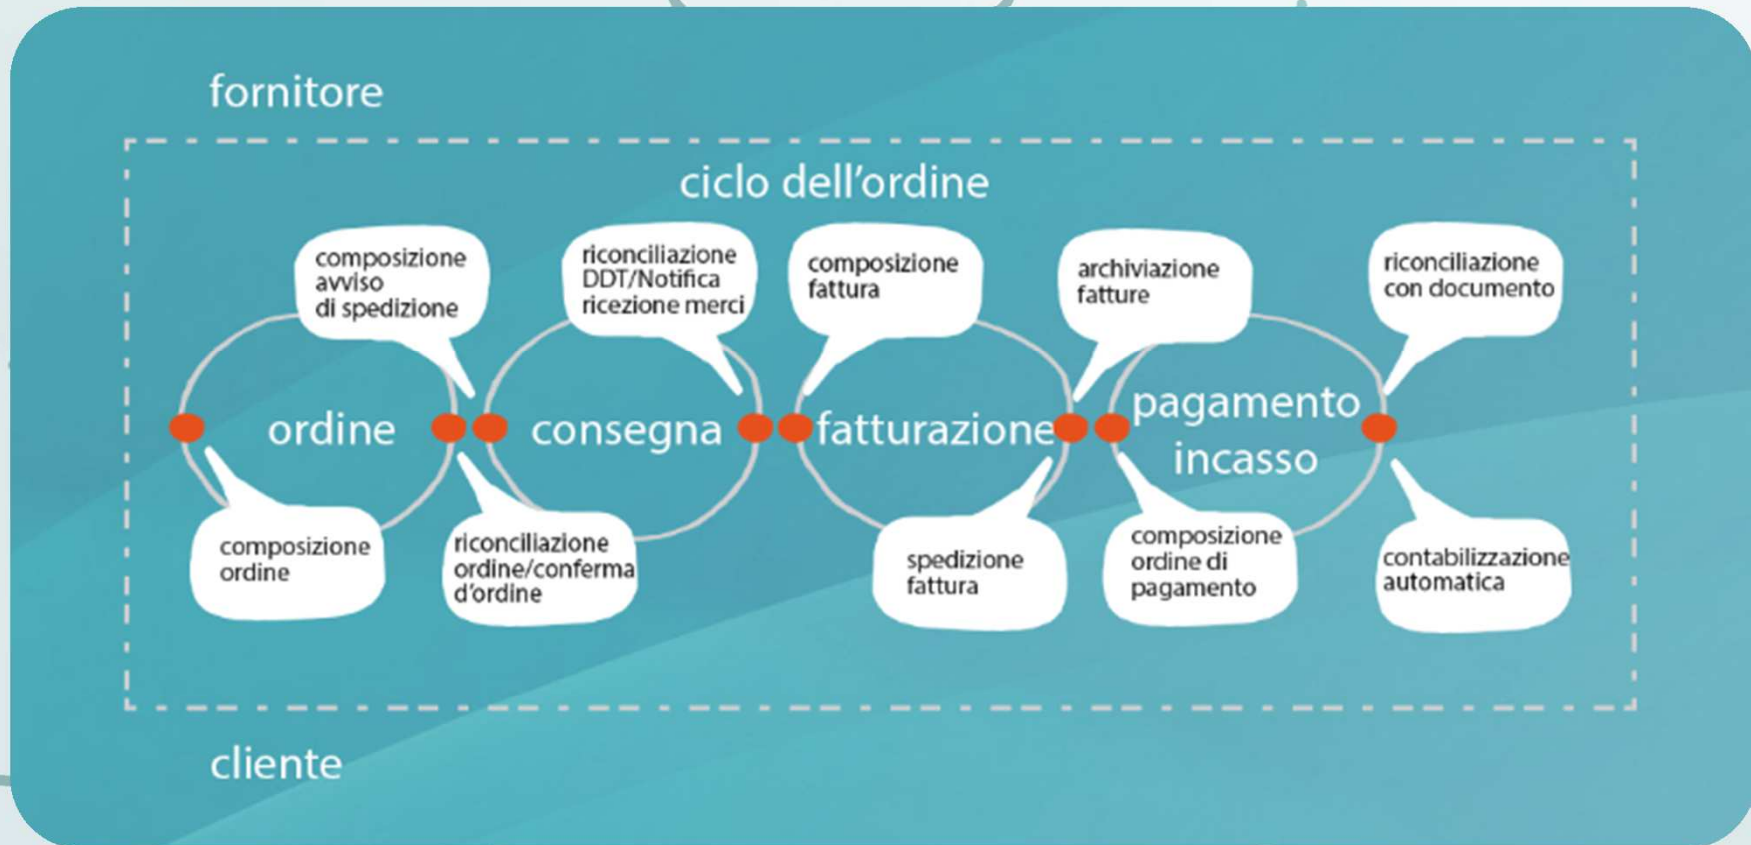 fornitore
ciclo dell'ordine
composizione
avviso
di spedizione
riconciliazione
DDT/Notifica
ricezione merci
composizione
fattura
archiviazione
fatture
riconciliazione
con documento
ordine
consegna
fatturazione
pagamento
incasso
composizione
ordine
riconciliazione
ordine/conferma
d'ordine
spedizione
fattura
composizione
ordine di
pagamento
contabilizzazione
automatica
cliente